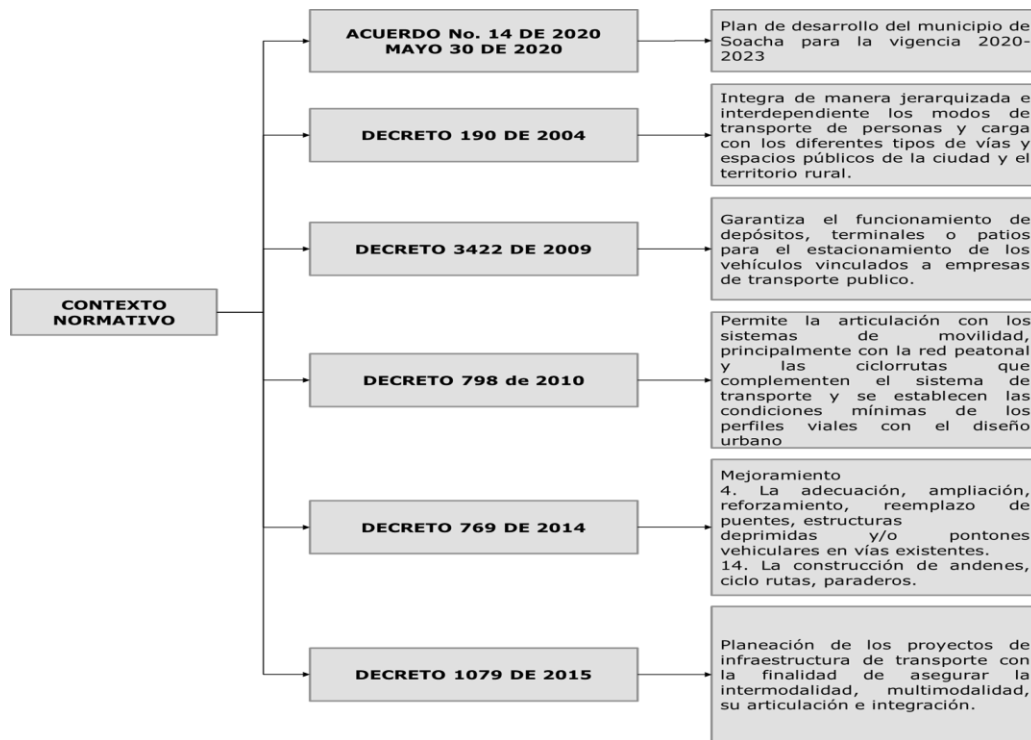 CONTEXTO
NORMATIVO
ACUERDO No. 14 DE 2020
MAYO 30 DE 2020
Plan de desarrollo del municipio de
Soacha para la vigencia 2020-
2023
DECRETO 190 DE 2004
Integra de manera jerarquizada e
interdependiente los modos de
transporte de personas y carga
con los diferentes tipos de vías y
espacios públicos de la ciudad y el
territorio rural.
DECRETO 3422 DE 2009
Garantiza el funcionamiento de
depósitos, terminales o patios
para el estacionamiento de los
vehículos vinculados a empresas
de transporte publico.
DECRETO 798 de 2010
Permite la articulación con los
sistemas de movilidad,
principalmente con la red peatonal
y las ciclorrutas que
complementen el sistema de
transporte y se establecen las
condiciones mínimas de los
perfiles viales con el diseño
urbano
DECRETO 769 DE 2014
Mejoramiento
4. La adecuación, ampliación,
reforzamiento, reemplazo de
puentes, estructuras
deprimidas y/o pontones
vehiculares en vías existentes.
14. La construcción de andenes,
ciclo rutas, paraderos.
DECRETO 1079 DE 2015
Planeación de los proyectos de
infraestructura de transporte con
la finalidad de asegurar la
intermodalidad, multimodalidad,
su articulación e integración.